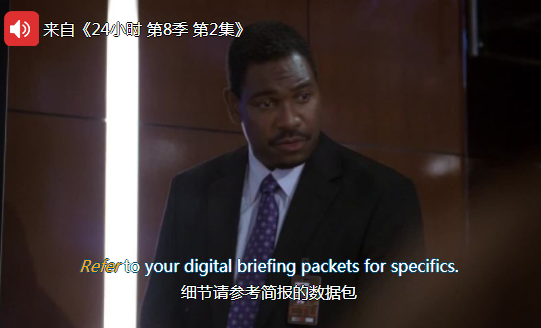 来自《24小时 第8季 第2集》
Refer to your digital briefing packets for specifics.
细节请参考简报的数据包